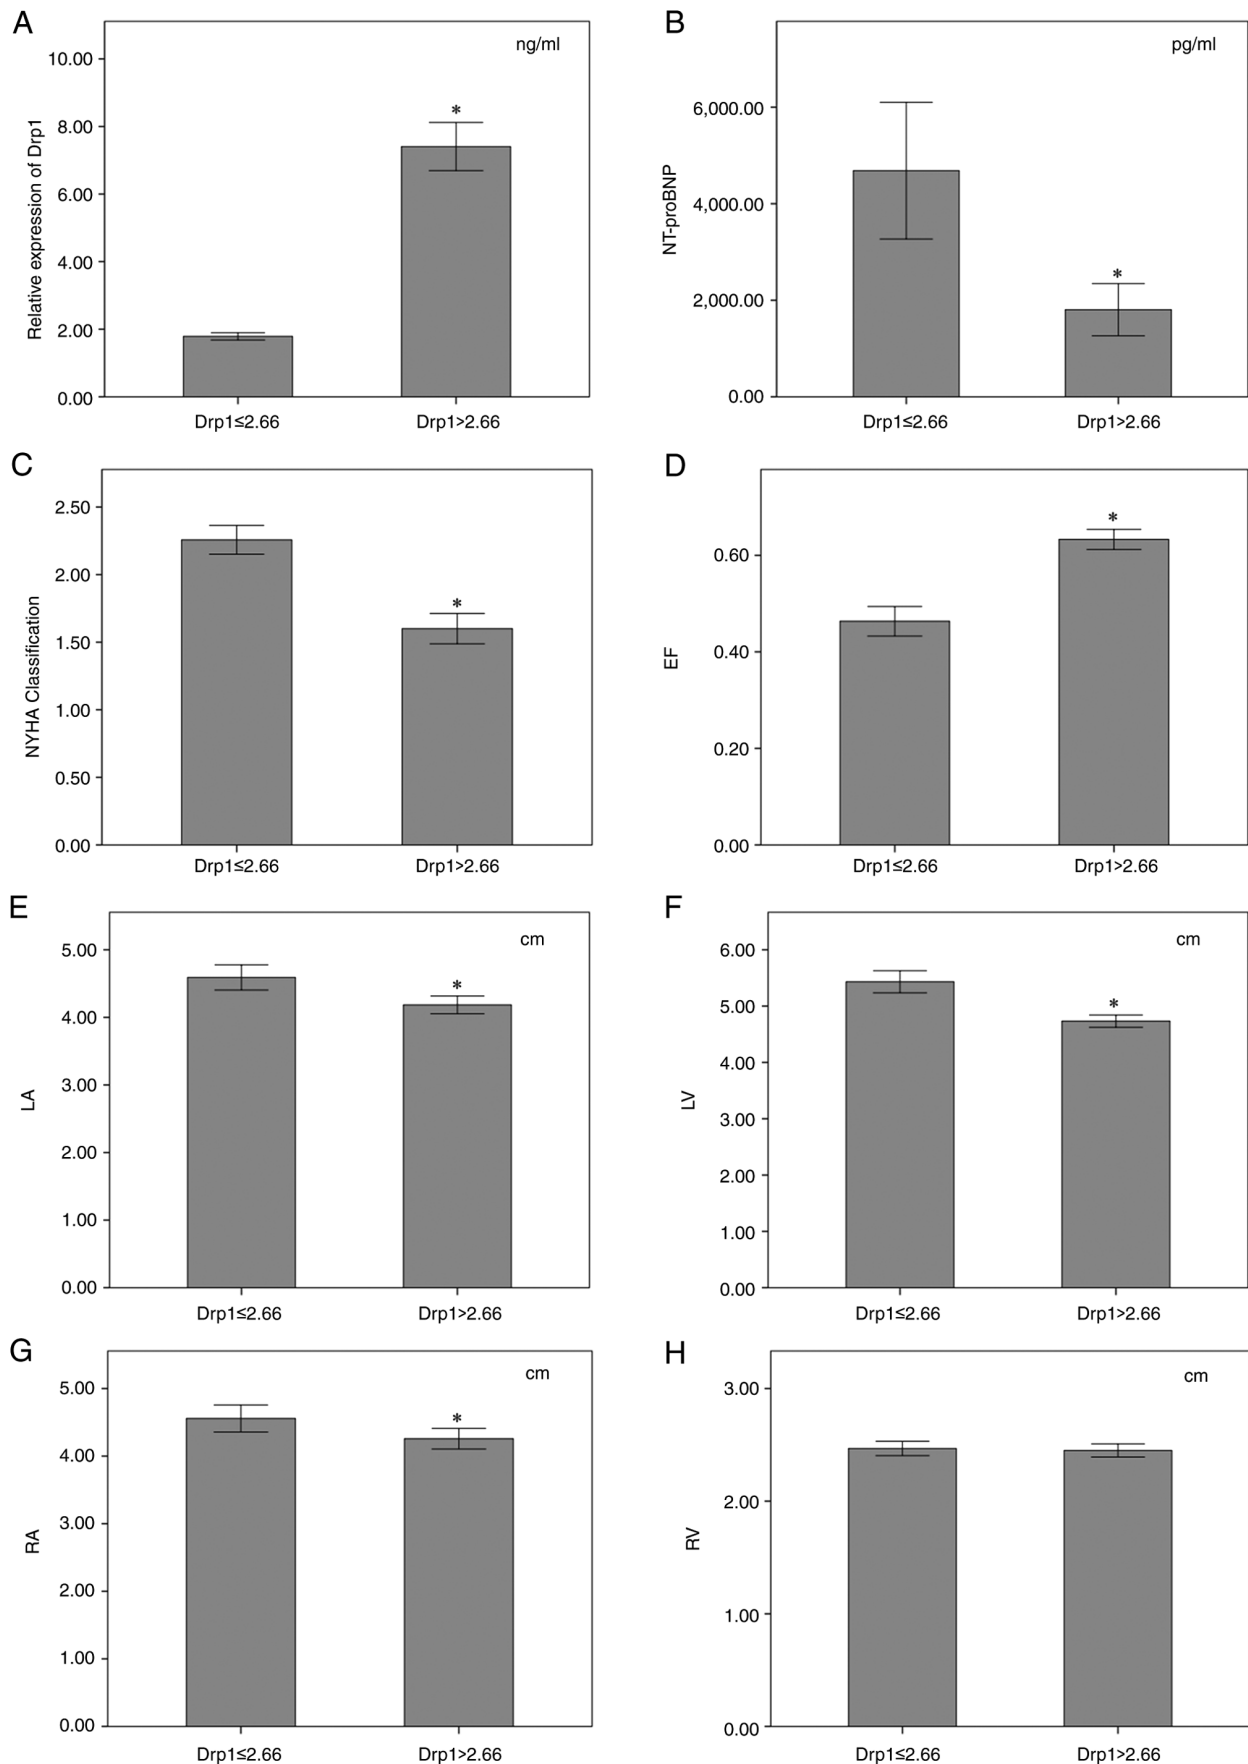 A
ng/ml
Relative expression of Drp1
10.00
8.00
*
6.00
4.00
2.00
0.00
Drp1≤2.66
Drp1>2.66
B
pg/ml
NT-proBNP
6,000.00
4,000.00
2,000.00
*
0.00
Drp1≤2.66
Drp1>2.66
C
NYHA Classification
2.50
2.00
*
1.50
1.00
0.50
0.00
Drp1≤2.66
Drp1>2.66
D
EF
*
0.60
0.40
0.20
0.00
Drp1≤2.66
Drp1>2.66
E
cm
LA
5.00
*
4.00
3.00
2.00
1.00
0.00
Drp1≤2.66
Drp1>2.66
F
cm
LV
6.00
5.00
*
4.00
3.00
2.00
1.00
0.00
Drp1≤2.66
Drp1>2.66
G
cm
RA
5.00
*
4.00
3.00
2.00
1.00
0.00
Drp1≤2.66
Drp1>2.66
H
cm
RV
3.00
2.00
1.00
0.00
Drp1≤2.66
Drp1>2.66